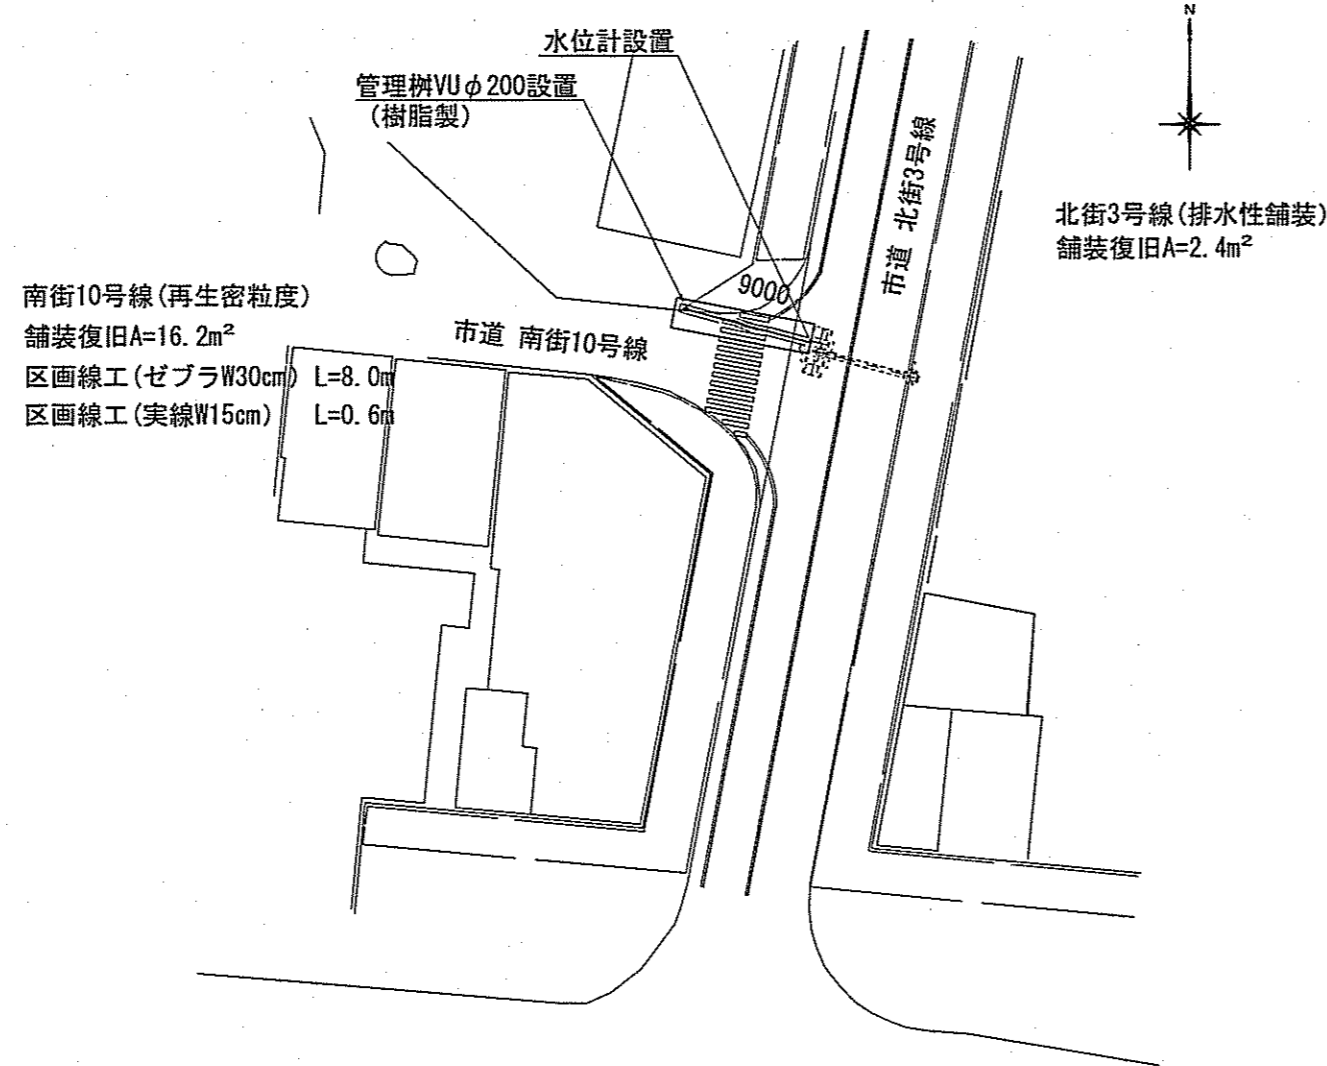 N
水位計設置
管理桝VUφ200設置
(樹脂製)
市道 北街3号線
北街3号線(排水性舗装)
舗装復旧A=2.4m²
9000
南街10号線(再生密粒度)
舗装復旧A=16.2m²
区画線工(ゼブラW30cm) L=8.0m
区画線工(実線W15cm) L=0.6m
市道 南街10号線